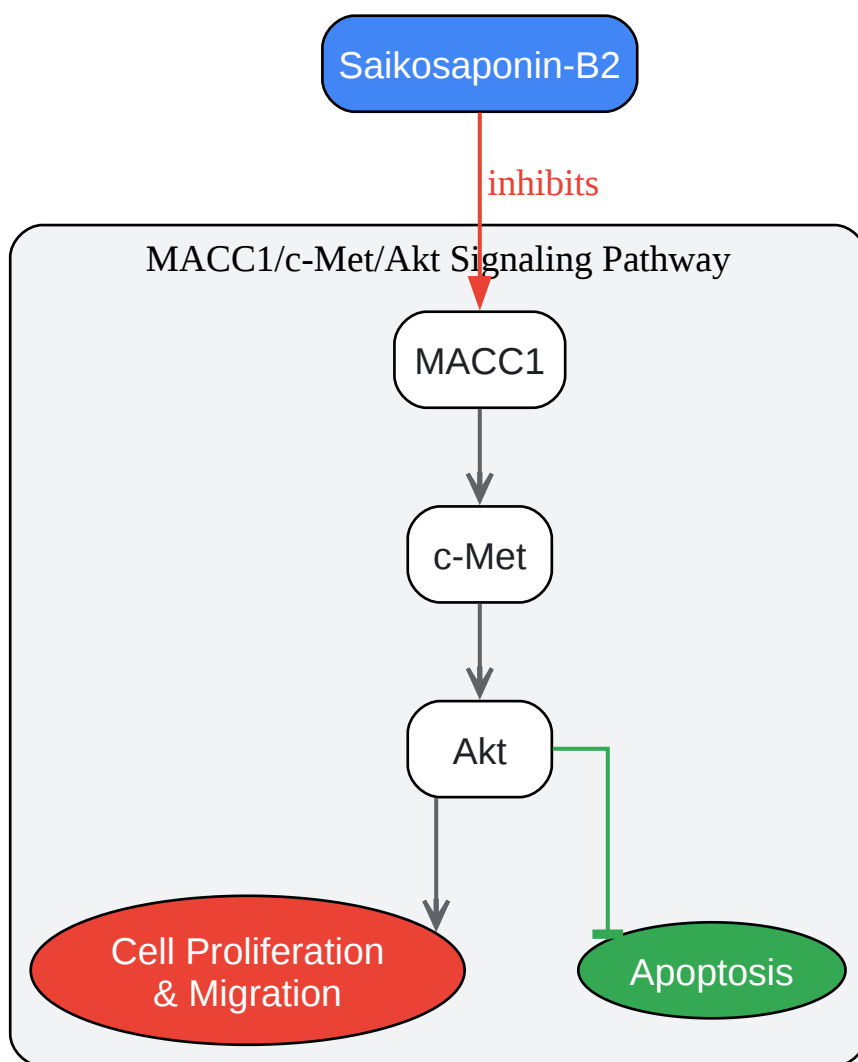 Saikosaponin-B2
inhibits
MACC1/c-Met/Akt Signaling Pathway
MACC1
c-Met
Akt
Cell Proliferation
& Migration
Apoptosis